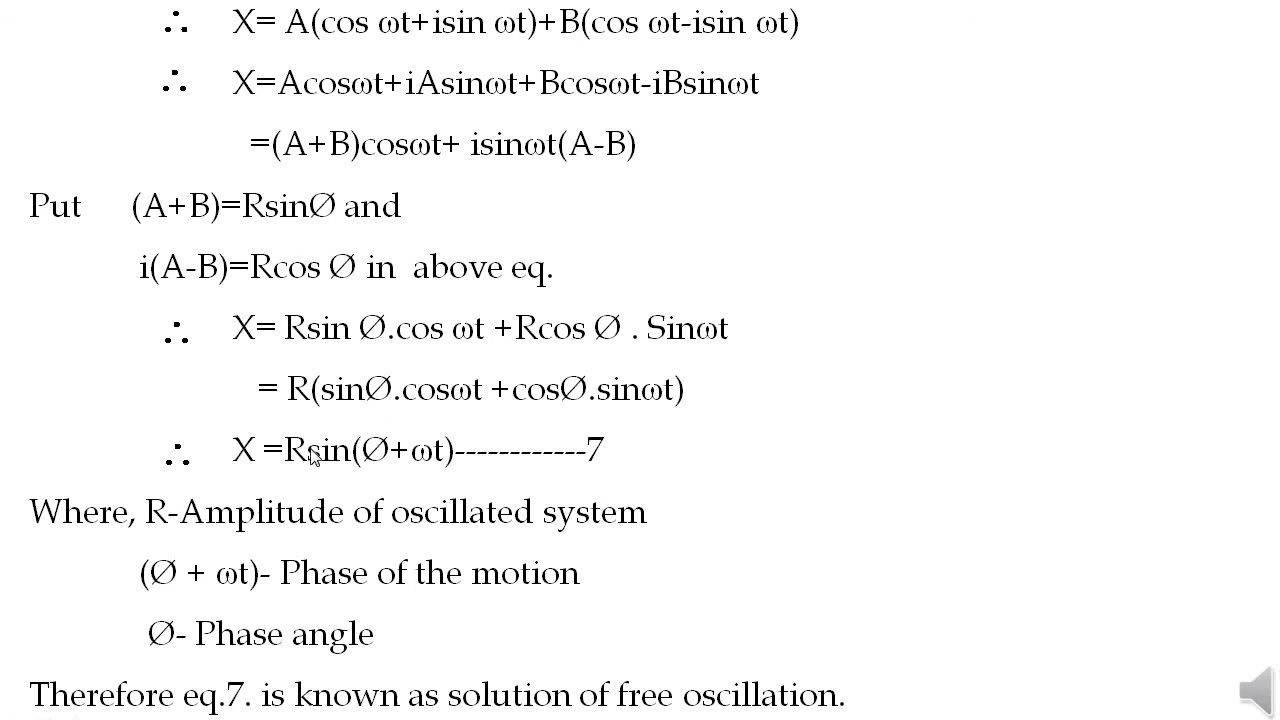 ∴ X= A(cos ωt+isin ωt)+B(cos ωt-isin ωt)
∴ X=Acosωt+iAsinωt+Bcosωt-iBsinωt
=(A+B)cosωt+ isinωt(A-B)
Put (A+B)=RsinØ and
i(A-B)=Rcos Ø in above eq.
∴ X= Rsin Ø.cos ωt +Rcos Ø . Sinωt
= R(sinØ.cosωt +cosØ.sinωt)
∴ X =Rsin(Ø+ωt)------------7
Where, R-Amplitude of oscillated system
(Ø + ωt)- Phase of the motion
Ø- Phase angle
Therefore eq.7. is known as solution of free oscillation.